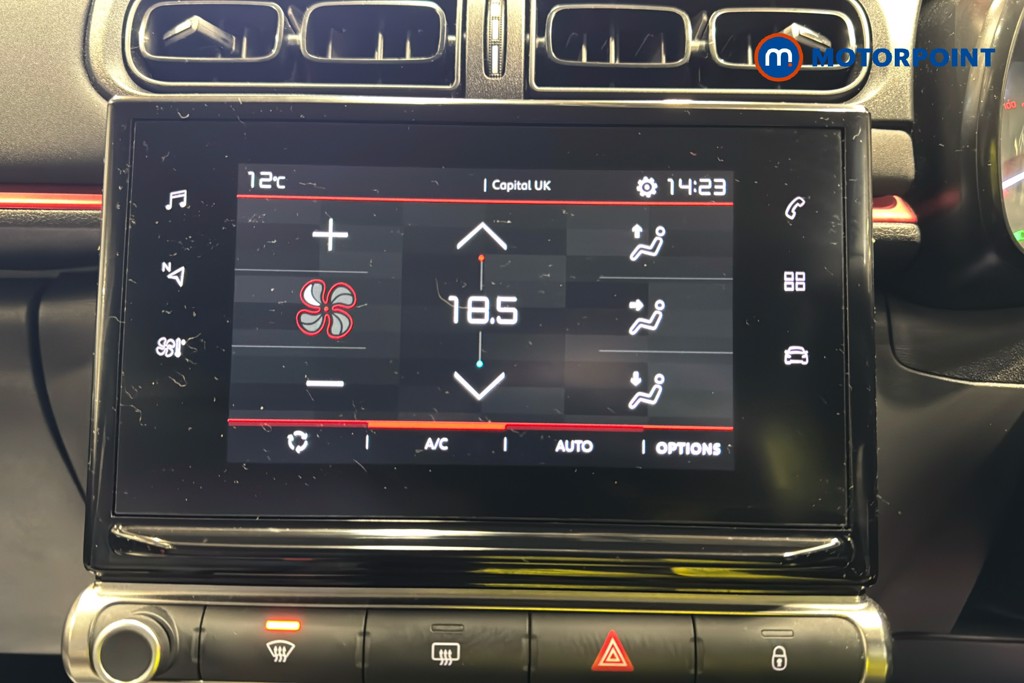 m. MOTORPOINT
12°C | Capital UK 14:23
N
18.5
A/C | AUTO | OPTIONS